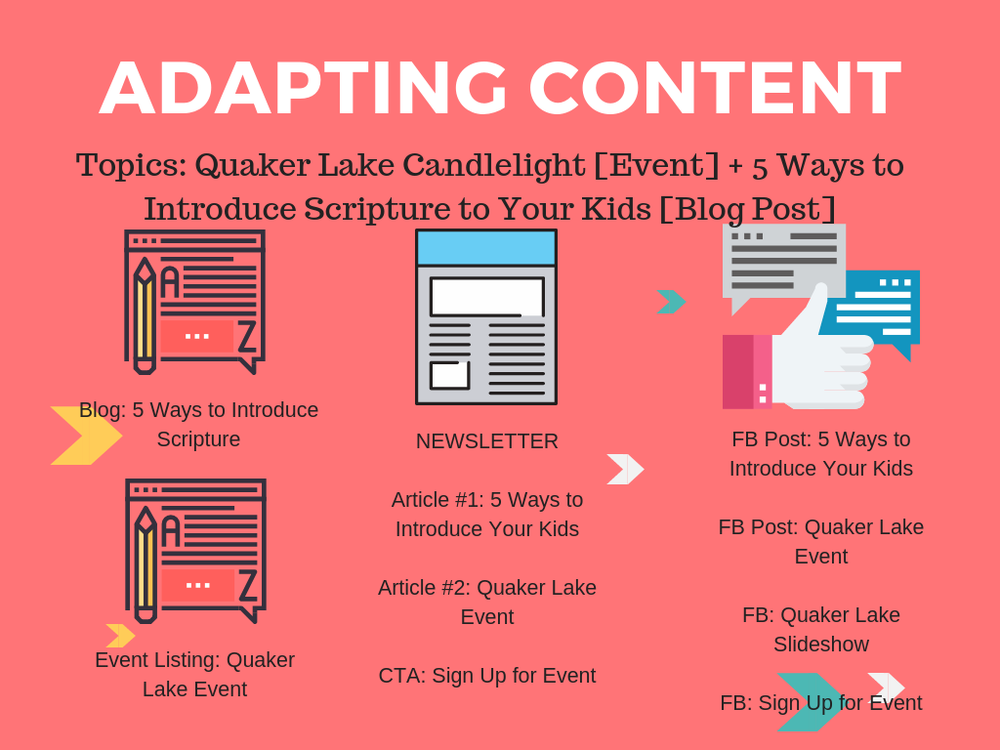 ADAPTING CONTENT
Topics: Quaker Lake Candlelight [Event] + 5 Ways to
Introduce Scripture to Your Kids [Blog Post]
A
Z
Blog: 5 Ways to Introduce
Scripture
A
Z
Event Listing: Quaker
Lake Event
NEWSLETTER
Article #1: 5 Ways to
Introduce Your Kids
Article #2: Quaker Lake
Event
CTA: Sign Up for Event
FB Post: 5 Ways to
Introduce Your Kids
FB Post: Quaker Lake
Event
FB: Quaker Lake
Slideshow
FB: Sign Up for Event